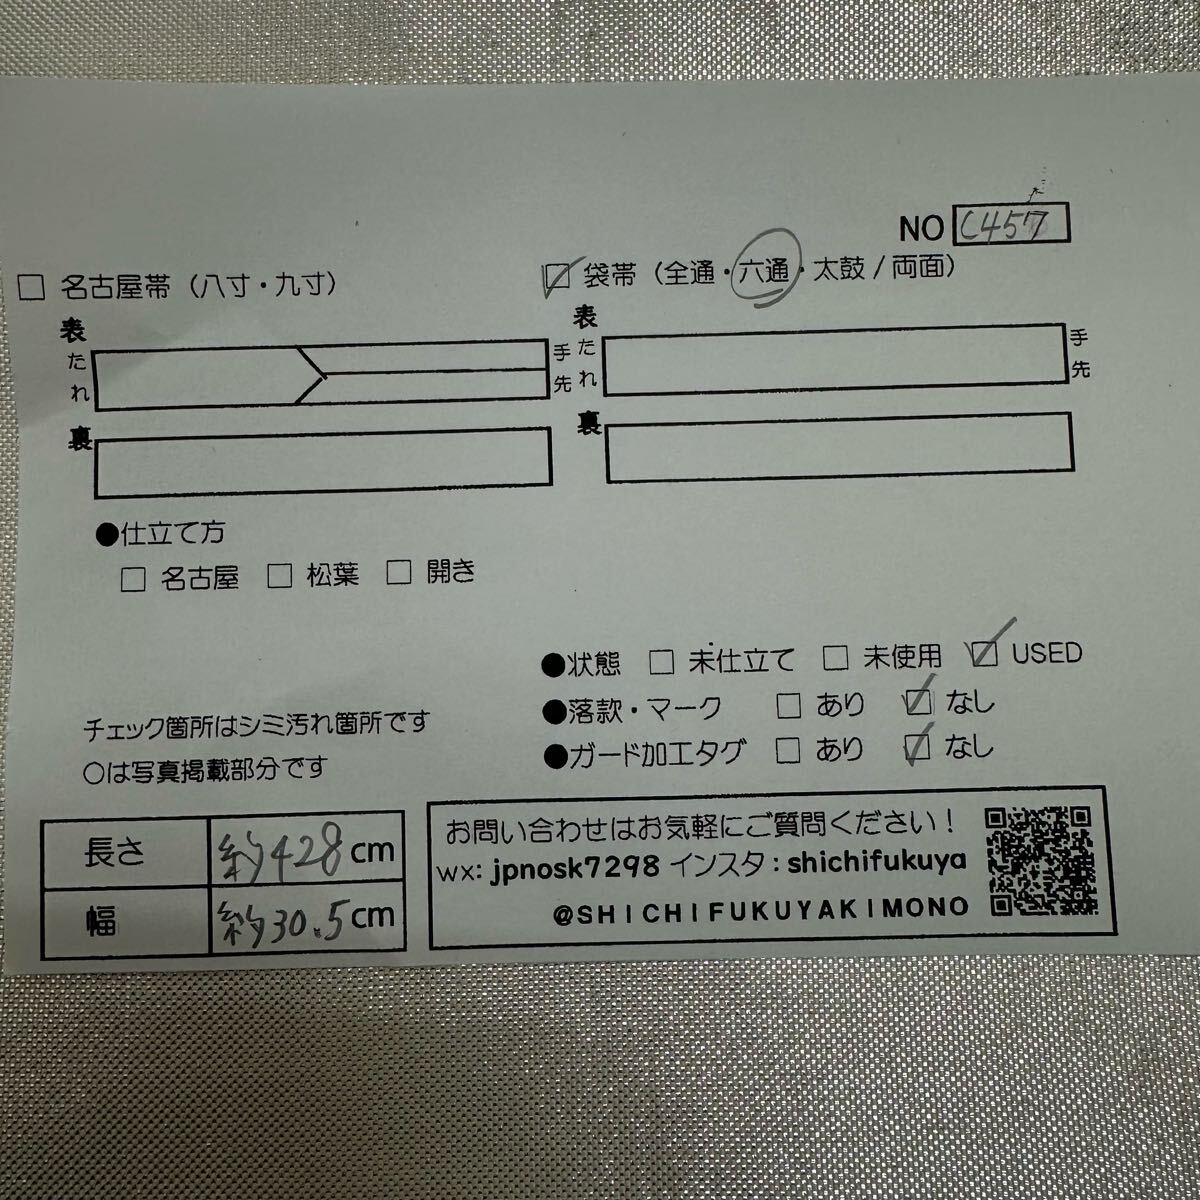 NO C457
□ 名古屋帯（八寸・九寸）
☑ 袋帯（全通・六通・太鼓/両面）
表
たれ
手先
裏
表
たれ
手先
裏
●仕立て方
□ 名古屋 □ 松葉 □ 開き
●状態 □ 未仕立て □ 未使用 ☑ USED
●落款・マーク □ あり ☑ なし
●ガード加工タグ □ あり ☑ なし
チェック箇所はシミ汚れ箇所です
○は写真掲載部分です
長さ 約428cm
幅 約30.5cm
お問い合わせはお気軽にご質問ください！
wx: jpnosk7298 インスタ：shichifukuya
@SHICHIFUKUYAKIMONO